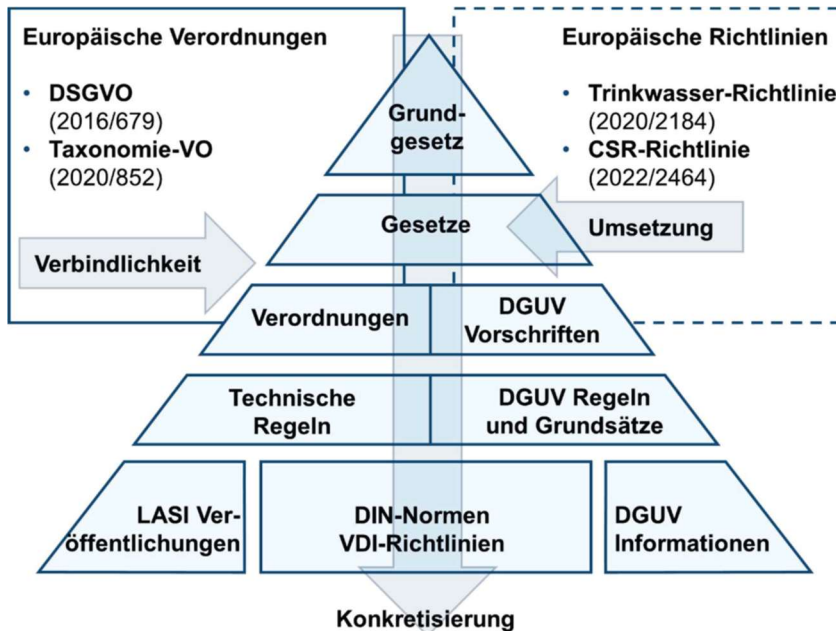 Europäische Verordnungen
• DSGVO
(2016/679)
• Taxonomie-VO
(2020/852)
Europäische Richtlinien
• Trinkwasser-Richtlinie
(2020/2184)
• CSR-Richtlinie
(2022/2464)
Grund-
gesetz
Gesetze
Umsetzung
Verbindlichkeit
Verordnungen
DGUV
Vorschriften
Technische
Regeln
DGUV Regeln
und Grundsätze
LASI Ver-
öffentlichungen
DIN-Normen
VDI-Richtlinien
DGUV
Informationen
Konkretisierung